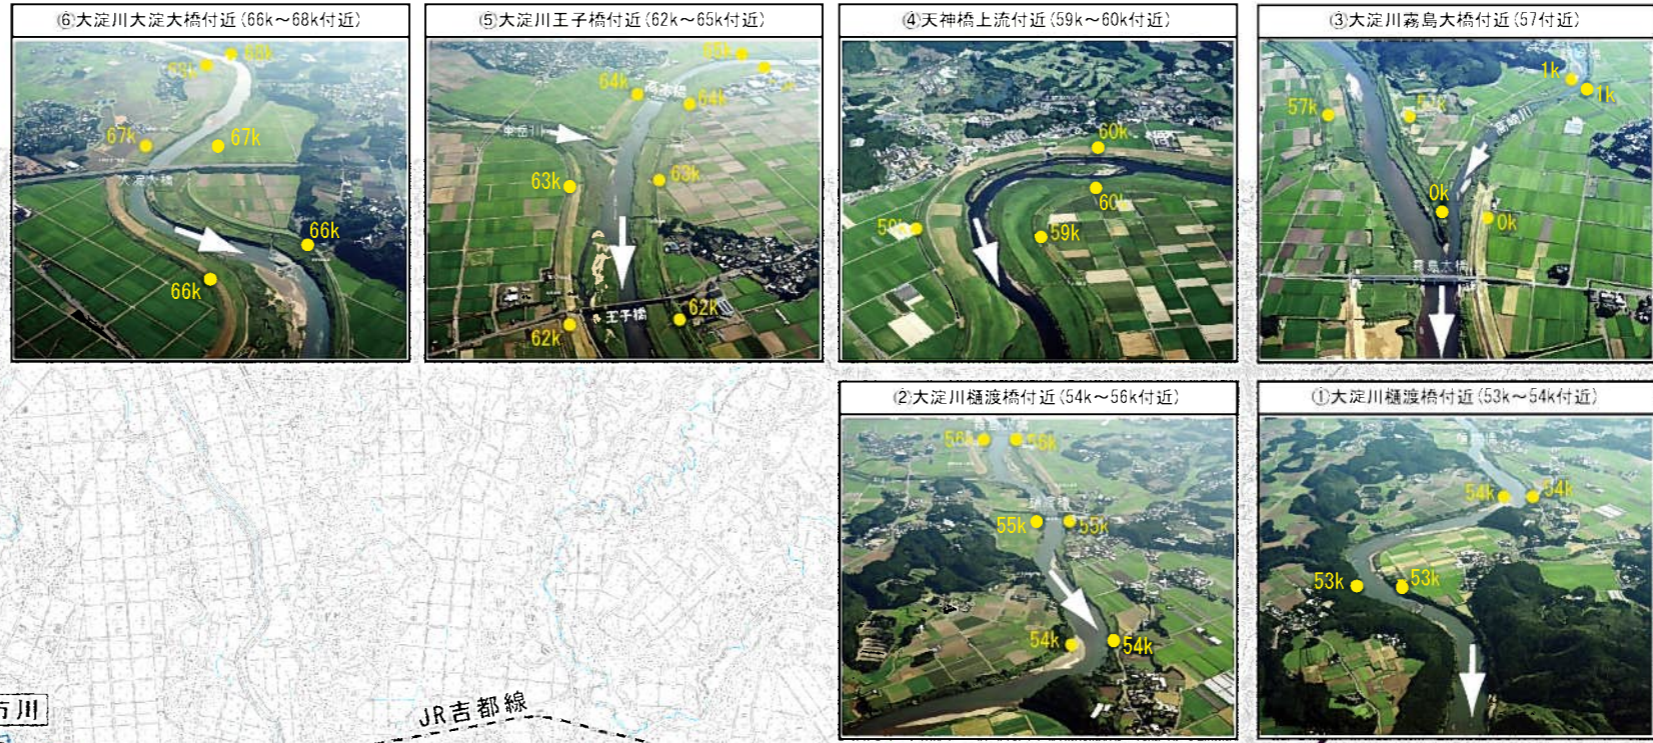 ⑥大淀川大淀大橋付近(66k～68k付近)
68k
68k
67k
67k
66k
66k
⑤大淀川王子橋付近(62k～65k付近)
65k
64k
64k
63k
63k
王子橋
62k
62k
④天神橋上流付近(59k～60k付近)
60k
60k
59k
59k
③大淀川霧島大橋付近(57付近)
1k
1k
57k
57k
高崎川
0k
0k
霧島大橋
②大淀川樋渡橋付近(54k～56k付近)
56k
56k
樋渡橋
55k
55k
54k
54k
①大淀川樋渡橋付近(53k～54k付近)
54k
54k
53k
53k
JR吉都線